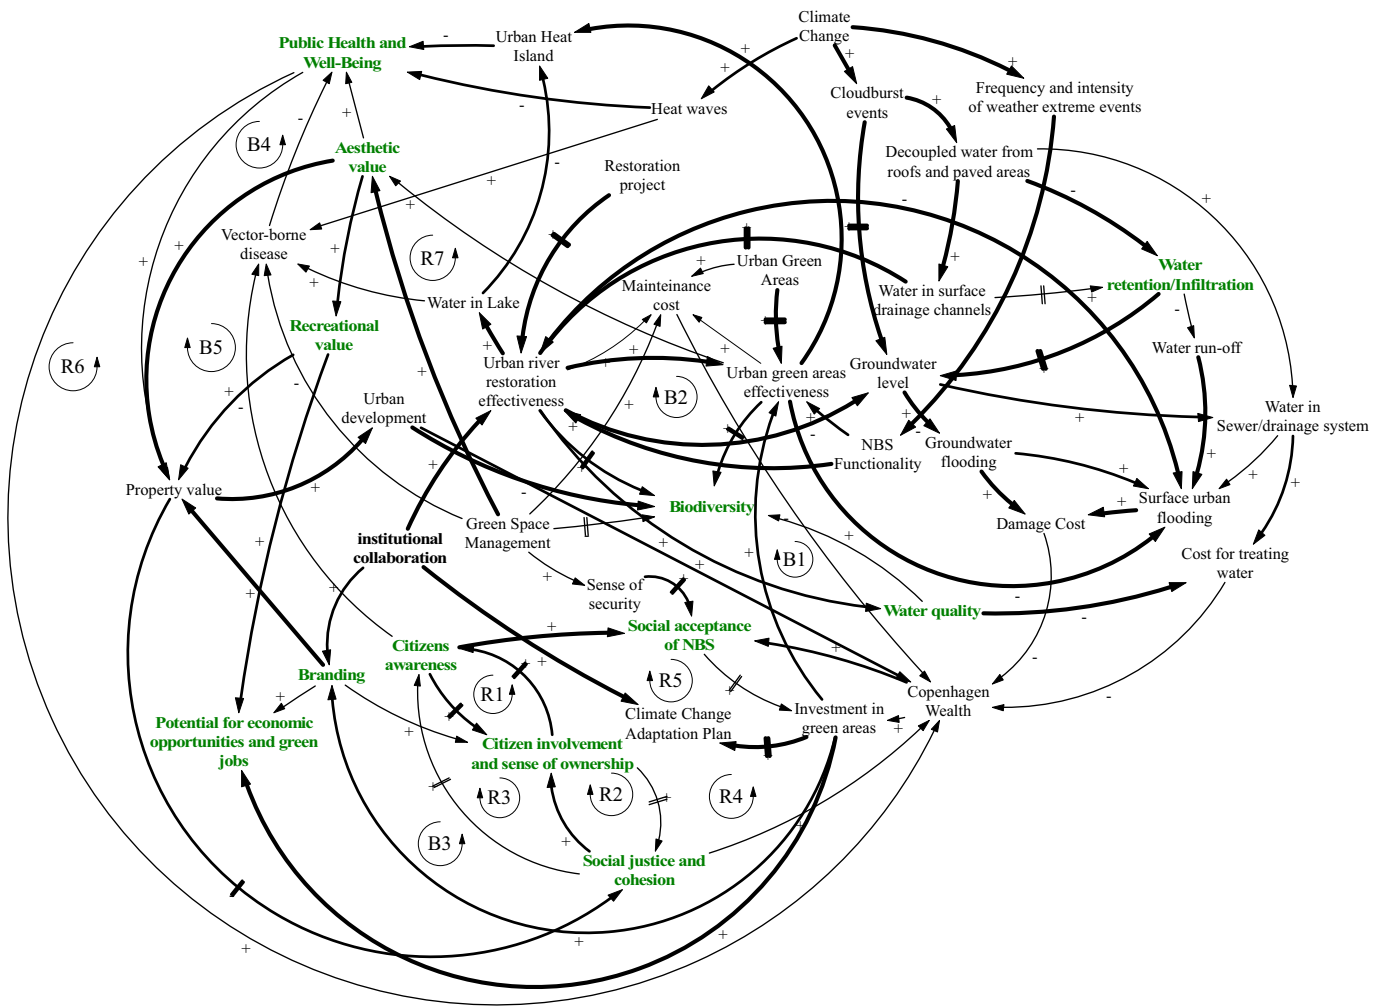 Climate
Change
Public Health and
Well-Being
Urban Heat
Island
Cloudburst
events
Frequency and intensity
of weather extreme events
Heat waves
B4
Aesthetic
value
Restoration
project
Decoupled water from
roofs and paved areas
Vector-borne
disease
R7
Urban Green
Areas
Water
retention/Infiltration
Water in Lake
Mainteinance
cost
Water in surface
drainage channels
Recreational
value
B5
R6
Water run-off
Urban river
restoration
effectiveness
Urban green areas
effectiveness
Groundwater
level
B2
Urban
development
Water in
Sewer/drainage system
NBS
Functionality
Groundwater
flooding
Property value
Biodiversity
Surface urban
flooding
Green Space
Management
Damage Cost
institutional
collaboration
B1
Cost for treating
water
Sense of
security
Water quality
Social acceptance
of NBS
Citizens
awareness
Branding
R1
R5
Copenhagen
Wealth
Climate Change
Adaptation Plan
Investment in
green areas
Potential for economic
opportunities and green
jobs
Citizen involvement
and sense of ownership
R3
R2
R4
B3
Social justice and
cohesion